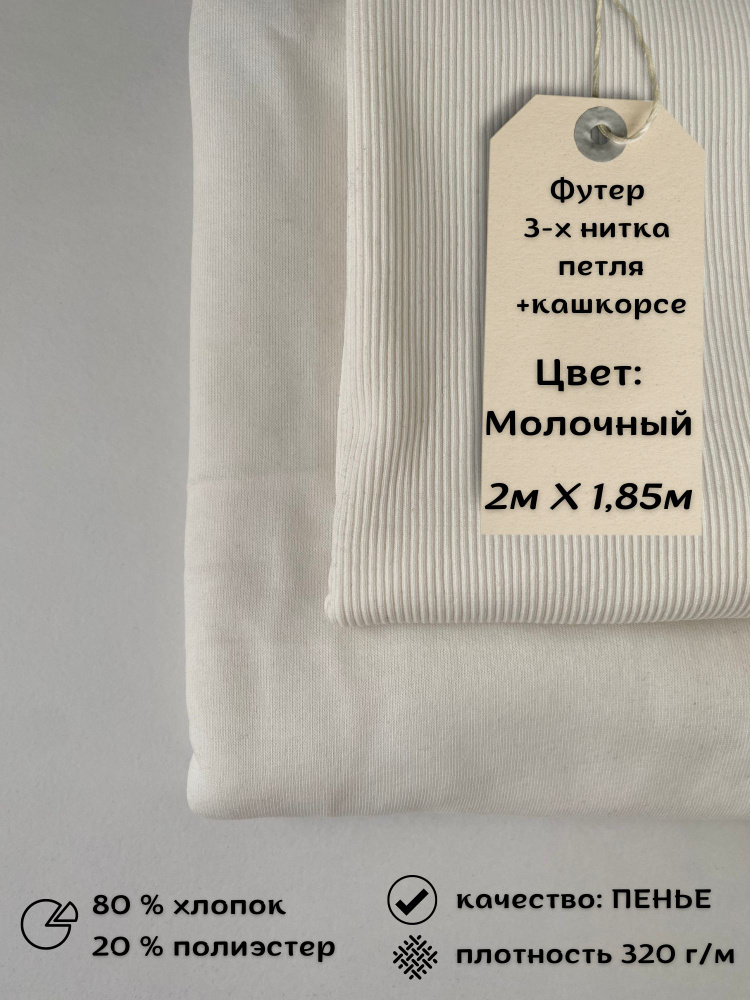 Футер
3-х нитка
петля
+кашкорсе
Цвет:
Молочный
2м X 1,85м
80 % хлопок
20 % полиэстер
качество: ПЕНЬЕ
плотность 320 г/м